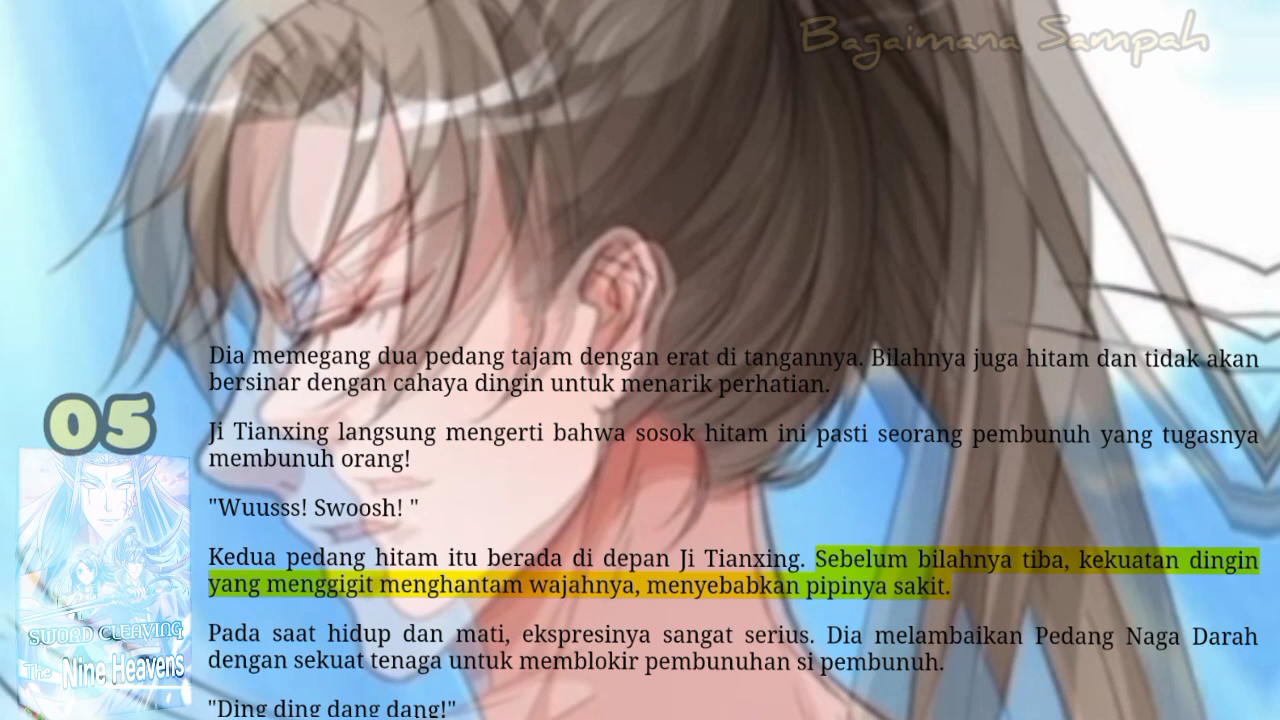 Bagaimana Sampah
Dia memegang dua pedang tajam dengan erat di tangannya. Bilahnya juga hitam dan tidak akan
bersinar dengan cahaya dingin untuk menarik perhatian.
Ji Tianxing langsung mengerti bahwa sosok hitam ini pasti seorang pembunuh yang tugasnya
membunuh orang!
"Wuusss! Swoosh! "
Kedua pedang hitam itu berada di depan Ji Tianxing. Sebelum bilahnya tiba, kekuatan dingin
yang menggigit menghantam wajahnya, menyebabkan pipinya sakit.
Pada saat hidup dan mati, ekspresinya sangat serius. Dia melambaikan Pedang Naga Darah
dengan sekuat tenaga untuk memblokir pembunuhan si pembunuh.
"Ding ding dang dang!"
05
SWORD CLEAVING
The Nine Heavens